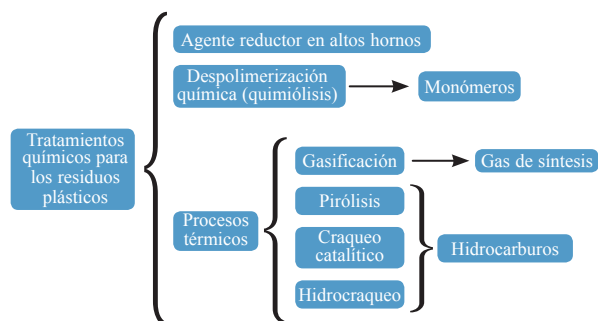 Tratamientos
químicos para
los residuos
plásticos
Agente reductor en altos hornos
Despolimerización
química (quimiólisis)
Monómeros
Procesos
térmicos
Gasificación
Gas de síntesis
Pirólisis
Craqueo
catalítico
Hidrocraqueo
Hidrocarburos